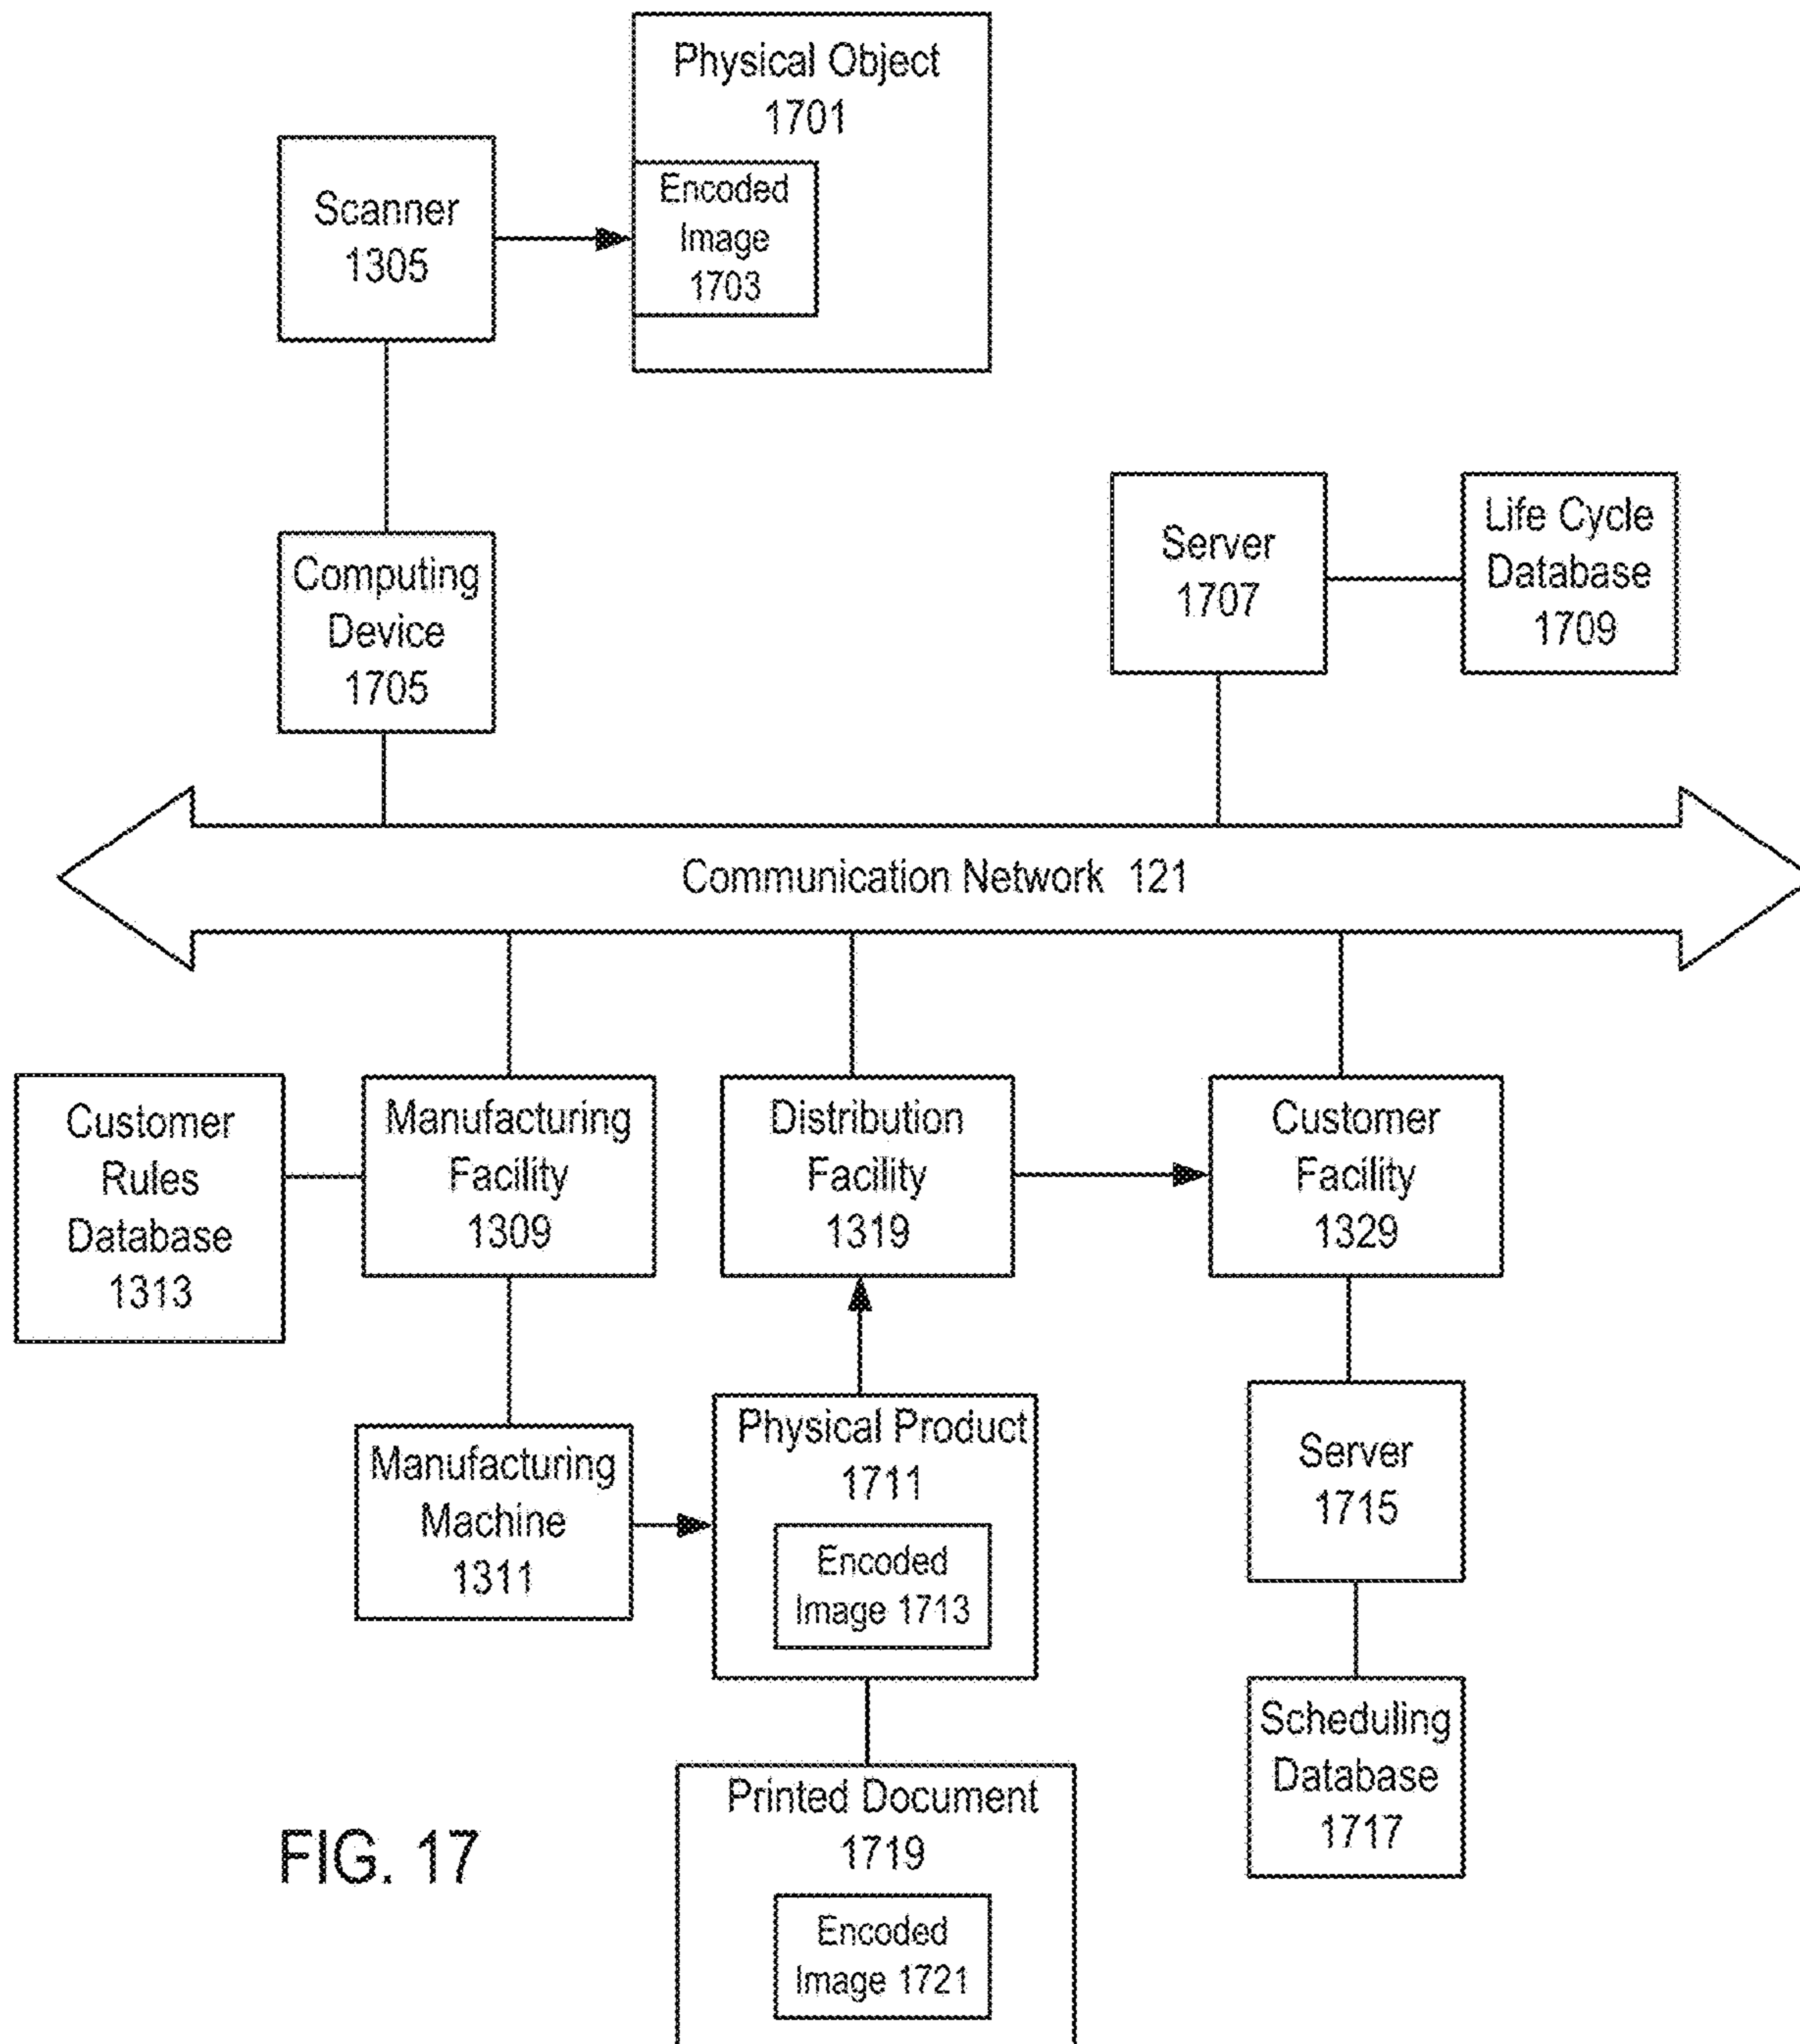 Physical Object
1701
Encoded
Image
1703
Scanner
1305
Computing
Device
1705
Server
1707
Life Cycle
Database
1709
Communication Network 121
Customer
Rules
Database
1313
Manufacturing
Facility
1309
Distribution
Facility
1319
Customer
Facility
1329
Manufacturing
Machine
1311
Physical Product
1711
Encoded
Image 1713
Server
1715
Scheduling
Database
1717
Printed Document
1719
Encoded
Image 1721
FIG. 17